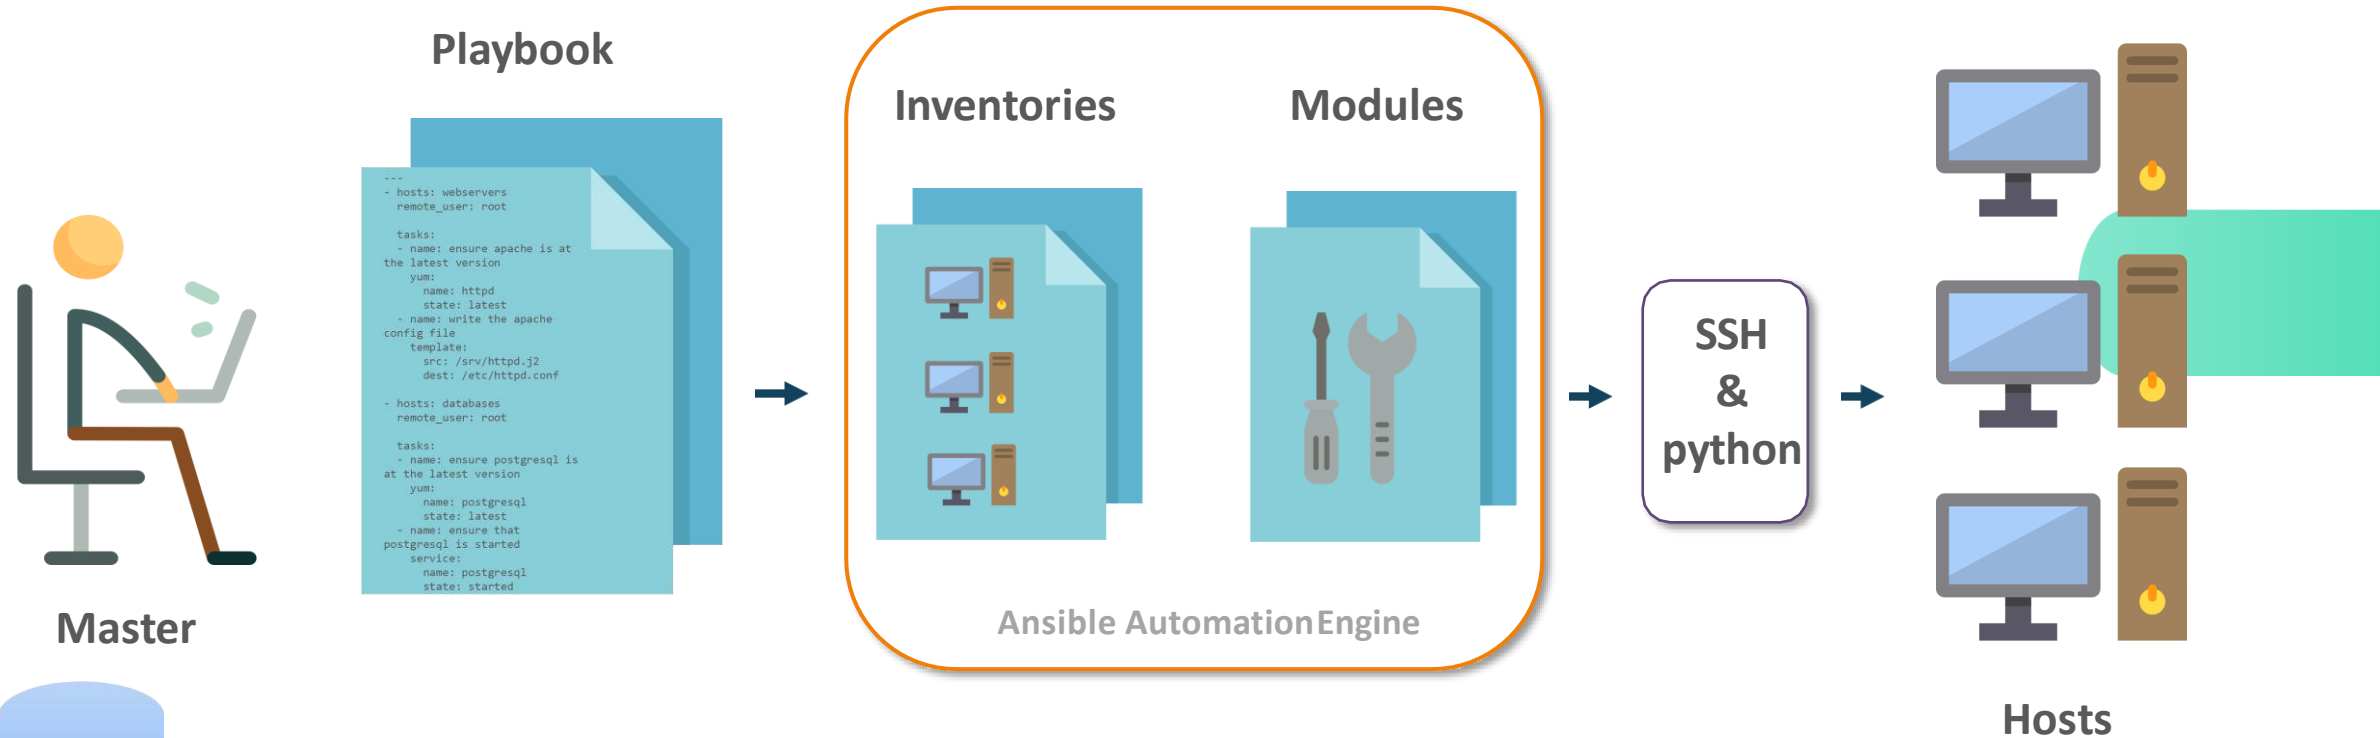 Playbook
---
- hosts: webservers
remote_user: root
tasks:
- name: ensure apache is at
the latest version
yum:
name: httpd
state: latest
- name: write the apache
config file
template:
src: /srv/httpd.j2
dest: /etc/httpd.conf
- hosts: databases
remote_user: root
tasks:
- name: ensure postgresql is
at the latest version
yum:
name: postgresql
state: latest
- name: ensure that
postgresql is started
service:
name: postgresql
state: started
Master
Inventories
Modules
Ansible Automation Engine
SSH
&
python
Hosts